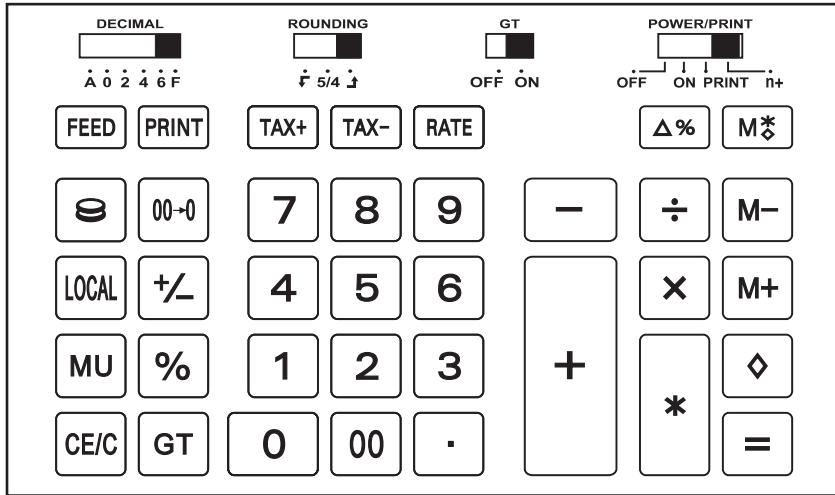 DECIMAL ROUNDING GT POWER/PRINT
A 0 2 4 6 F 5/4 OFF ON OFF ON PRINT n+
FEED PRINT TAX+ TAX− RATE △% M*◇
00→0 7 8 9 − ÷ M−
LOCAL +/− 4 5 6 × M+
MU % 1 2 3 + ◇
CE/C GT 0 00 . * =